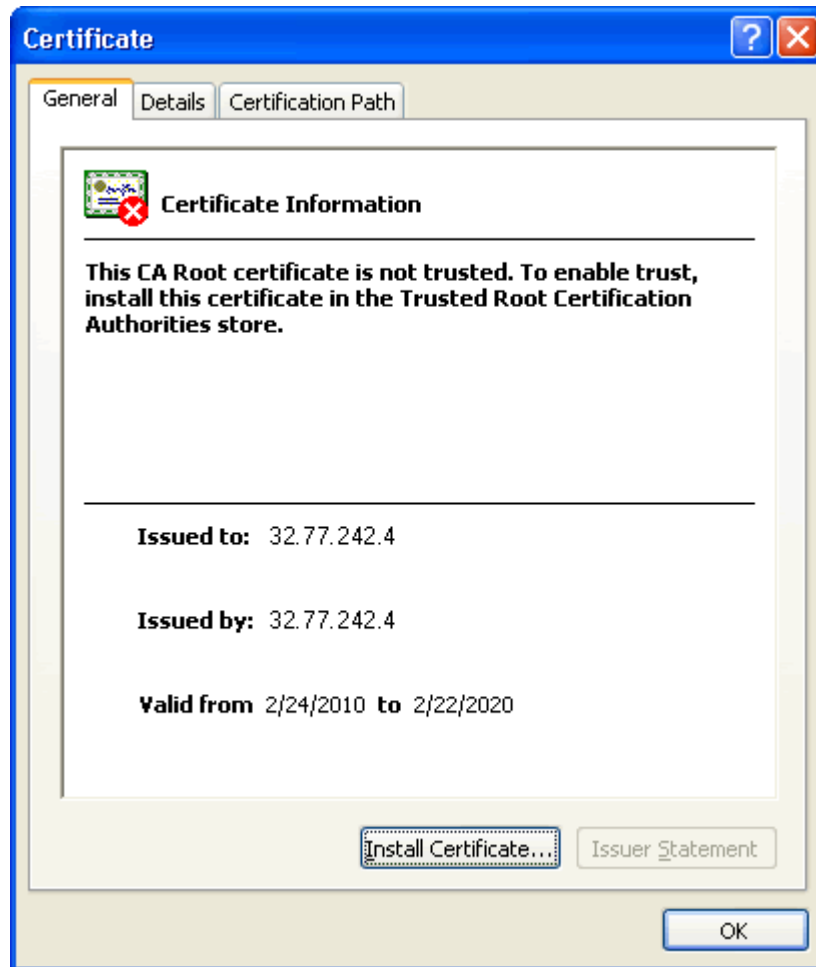 Certificate
General Details Certification Path
Certificate Information
This CA Root certificate is not trusted. To enable trust,
install this certificate in the Trusted Root Certification
Authorities store.
Issued to: 32.77.242.4
Issued by: 32.77.242.4
Valid from 2/24/2010 to 2/22/2020
Install Certificate... Issuer Statement
OK